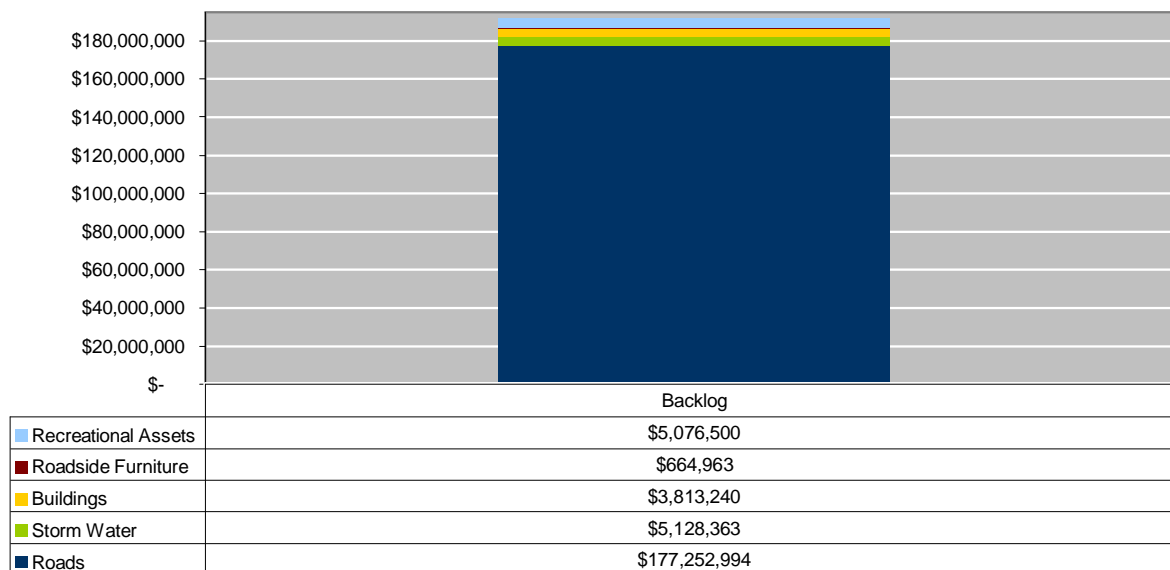 $180,000,000
$160,000,000
$140,000,000
$120,000,000
$100,000,000
$80,000,000
$60,000,000
$40,000,000
$20,000,000
$-
Backlog
Recreational Assets $5,076,500
Roadside Furniture $664,963
Buildings $3,813,240
Storm Water $5,128,363
Roads $177,252,994